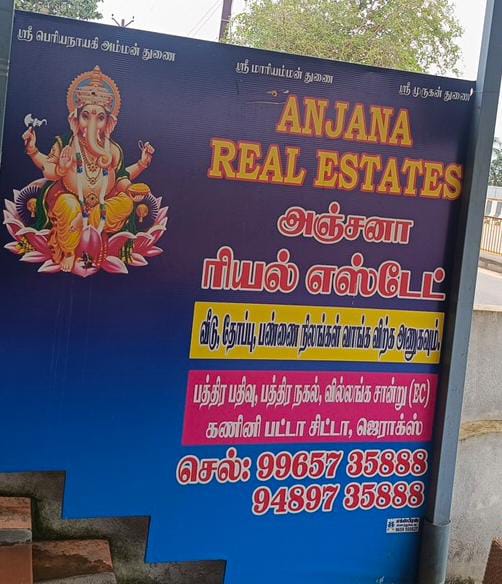 ஸ்ரீ பெரியநாயகி அம்மன் துணை
ஸ்ரீ மாரியம்மன் துணை
ஸ்ரீ முருகன் துணை
ANJANA
REAL ESTATES
அஞ்சனா
ரியல் எஸ்டேட்
வீடு, தோப்பு, பண்ணை நிலங்கள் வாங்க விற்க அணுகவும்.
பத்திர பதிவு, பத்திர நகல், வில்லங்க சான்று (EC)
கணினி பட்டா சிட்டா, ஜெராக்ஸ்
செல்: 99657 35888
94897 35888